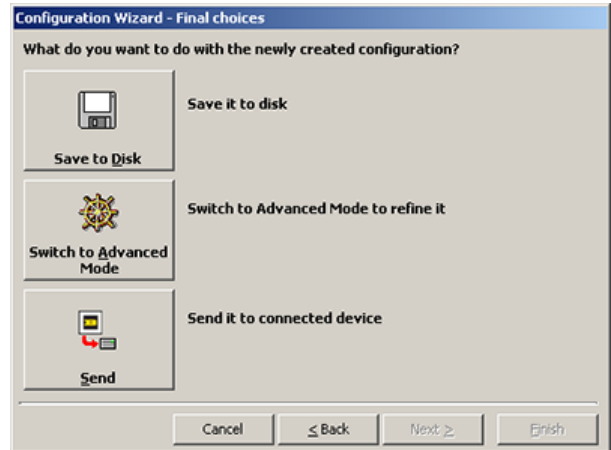 Configuration Wizard - Final choices
What do you want to do with the newly created configuration?
Save to Disk
Save it to disk
Switch to Advanced
Mode
Switch to Advanced Mode to refine it
Send
Send it to connected device
Cancel
< Back
Next >
Finish